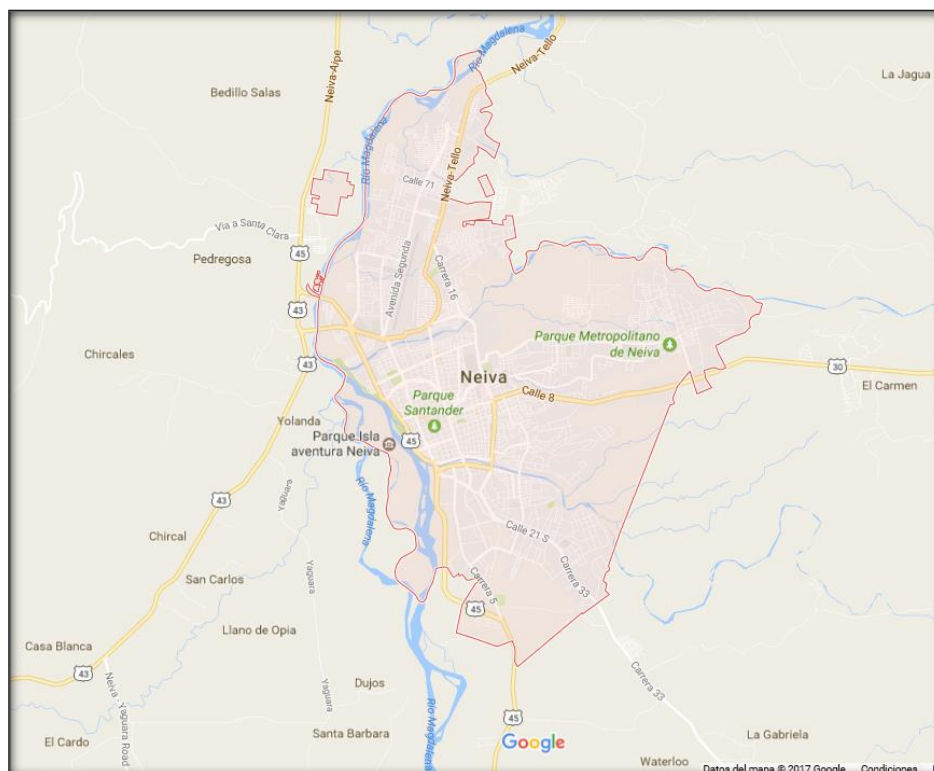 Río Magdalena
Neiva-Tello
La Jagua
Neiva-Aipe
Bedillo Salas
Río Magdalena
Calle 71
Neiva-Tello
Via a Santa Clara
45
Pedregosa
Avenida Segunda
Carrera 16
43
Parque Metropolitano
de Neiva
Chircales
43
30
El Carmen
Neiva
Calle 8
Parque
Santander
Yolanda
Parque Isla
aventura Neiva
45
Yaguara
Río Magdalena
43
Chircal
Calle 21 S
San Carlos
Yaguara
Carrera 5
Carrera 33
45
Llano de Opia
Casa Blanca
43
Neiva - Yaguara Road
Dujos
Yaguara
Carrera 33
Río Magdalena
45
Santa Barbara
El Cardo
Google
La Gabriela
Waterloo
Datos del mapa © 2017 Google Condiciones